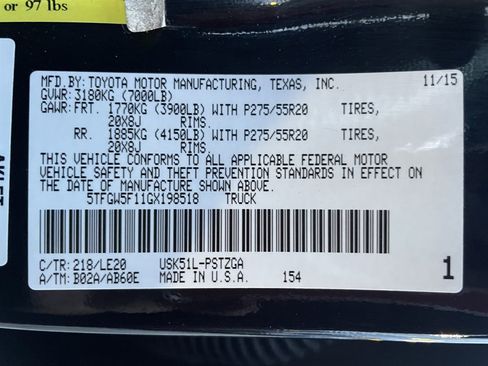 or 97 lbs
MFD.BY: TOYOTA MOTOR MANUFACTURING, TEXAS, INC. 11/15
GVWR: 3180KG (7000LB)
GAWR: FRT. 1770KG (3900LB) WITH P275/55R20 TIRES,
20X8J RIMS.
RR. 1885KG (4150LB) WITH P275/55R20 TIRES,
20X8J RIMS.
THIS VEHICLE CONFORMS TO ALL APPLICABLE FEDERAL MOTOR
VEHICLE SAFETY AND THEFT PREVENTION STANDARDS IN EFFECT
ON THE DATE OF MANUFACTURE SHOWN ABOVE.
5TFGW5F11GX198518 TRUCK
C/TR: 218/LE20 USK51L-PSTZGA
A/TM: B02A/AB60E MADE IN U.S.A. 154 1